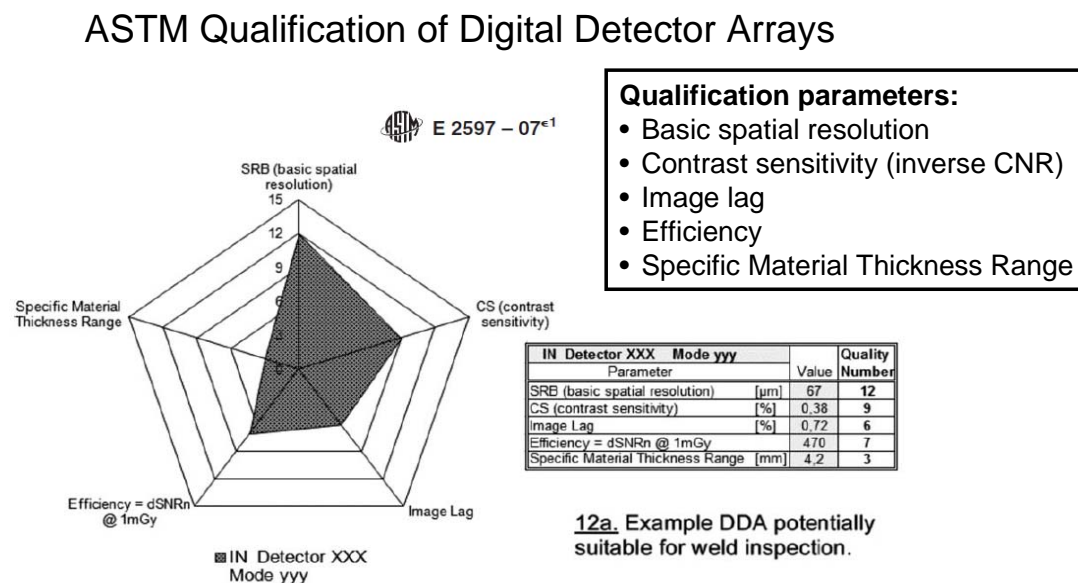 ASTM Qualification of Digital Detector Arrays
ASTM E 2597 – 07ᵋ¹
Qualification parameters:
• Basic spatial resolution
• Contrast sensitivity (inverse CNR)
• Image lag
• Efficiency
• Specific Material Thickness Range
SRB (basic spatial
resolution)
15
12
9
6
3
0
CS (contrast
sensitivity)
Image Lag
Efficiency = dSNRn
@ 1mGy
Specific Material
Thickness Range
IN Detector XXX
Mode yyy
IN Detector XXX Mode yyy Quality
Parameter Value Number
SRB (basic spatial resolution) [µm] 67 12
CS (contrast sensitivity) [%] 0,38 9
Image Lag [%] 0,72 6
Efficiency = dSNRn @ 1mGy 470 7
Specific Material Thickness Range [mm] 4,2 3
12a. Example DDA potentially
suitable for weld inspection.